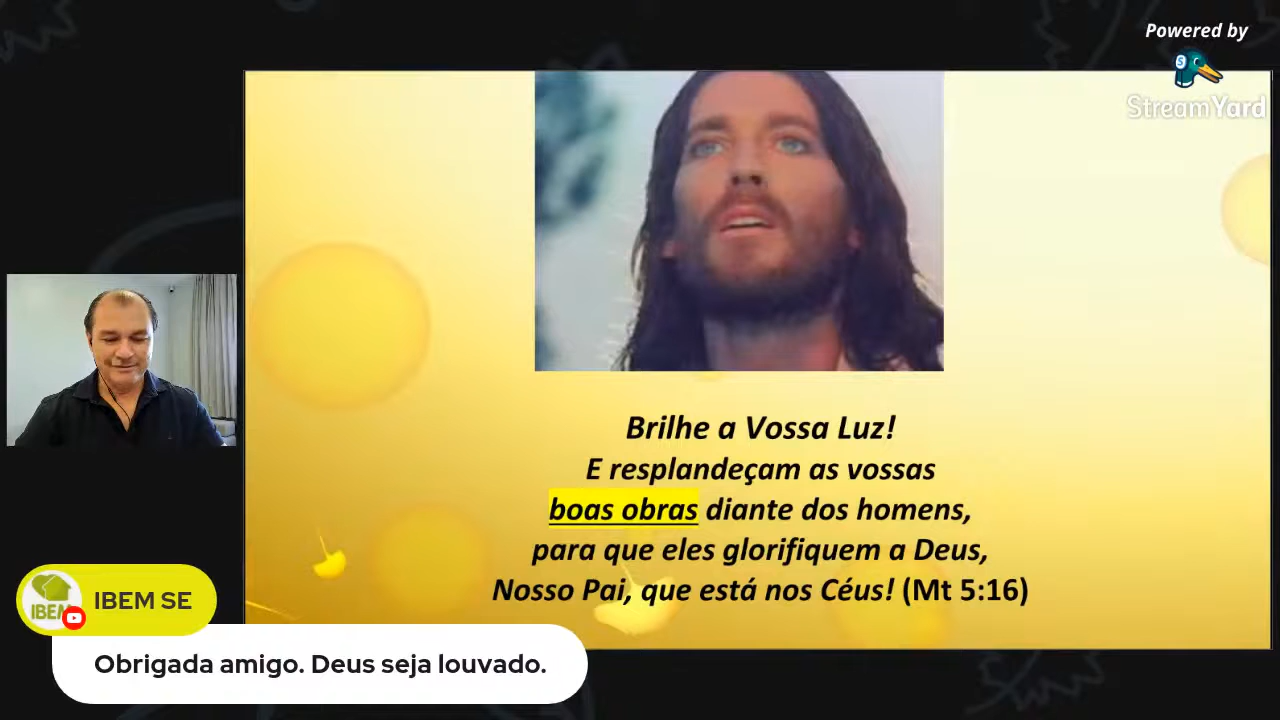 Powered by
StreamYard
Brilhe a Vossa Luz!
E resplandeçam as vossas
boas obras diante dos homens,
para que eles glorifiquem a Deus,
Nosso Pai, que está nos Céus! (Mt 5:16)
IBEM
IBEM SE
Obrigada amigo. Deus seja louvado.